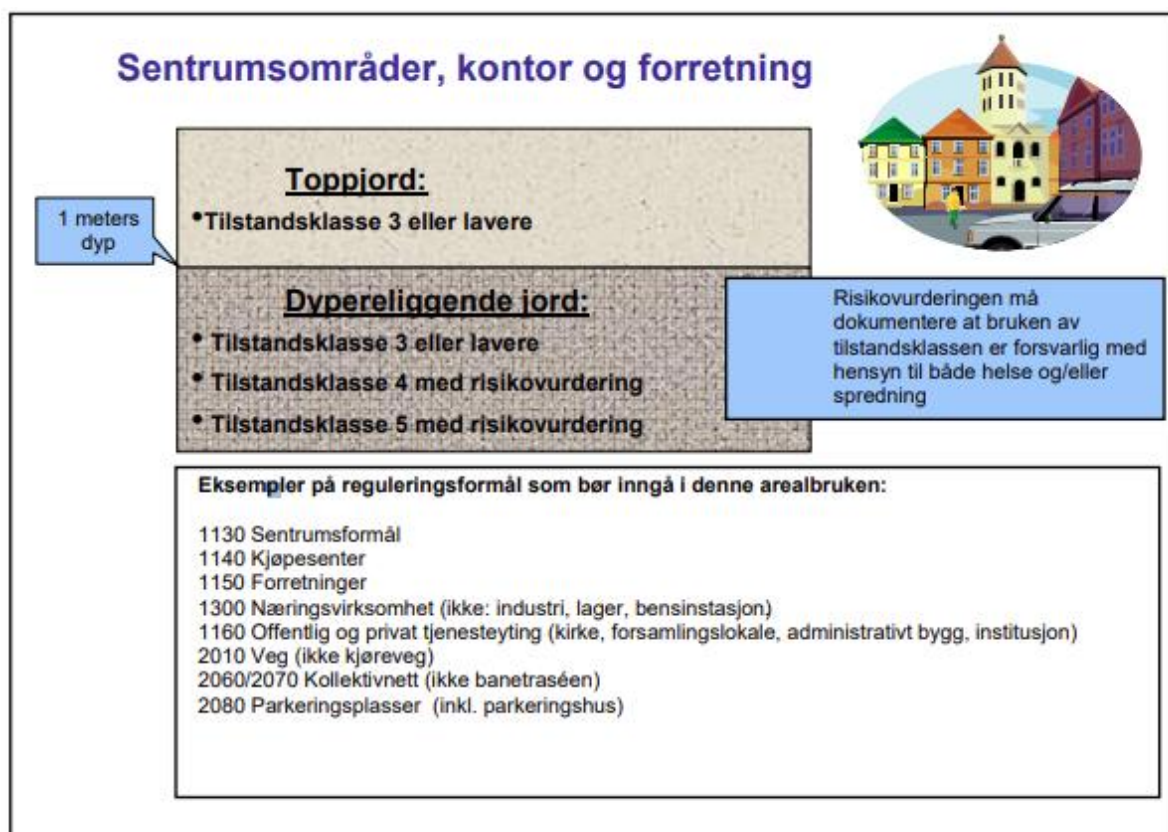 Sentrumsområder, kontor og forretning
Toppjord:
•Tilstandsklasse 3 eller lavere
1 meters
dyp
Dypereliggende jord:
• Tilstandsklasse 3 eller lavere
• Tilstandsklasse 4 med risikovurdering
• Tilstandsklasse 5 med risikovurdering
Risikovurderingen må
dokumentere at bruken av
tilstandsklassen er forsvarlig med
hensyn til både helse og/eller
spredning
Eksempler på reguleringsformål som bør inngå i denne arealbruken:
1130 Sentrumsformål
1140 Kjøpesenter
1150 Forretninger
1300 Næringsvirksomhet (ikke: industri, lager, bensinstasjon)
1160 Offentlig og privat tjenesteyting (kirke, forsamlingslokale, administrativt bygg, institusjon)
2010 Veg (ikke kjøreveg)
2060/2070 Kollektivnett (ikke banetraséen)
2080 Parkeringsplasser (inkl. parkeringshus)